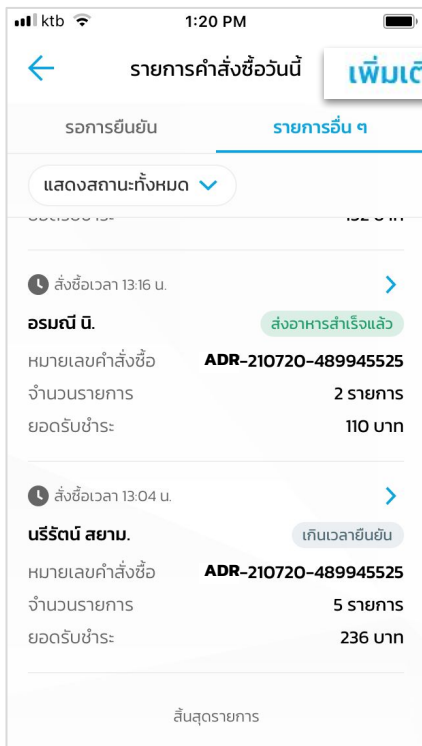 ktb 1:20 PM
รายการคำสั่งซื้อวันนี้
รอการยืนยัน รายการอื่น ๆ
แสดงสถานะทั้งหมด
สั่งซื้อเวลา 13:16 น.
อรมณี นิ. ส่งอาหารสำเร็จแล้ว
หมายเลขคำสั่งซื้อ ADR-210720-489945525
จำนวนรายการ 2 รายการ
ยอดรับชำระ 110 บาท
สั่งซื้อเวลา 13:04 น.
นรีรัตน์ สยาม. เกินเวลายืนยัน
หมายเลขคำสั่งซื้อ ADR-210720-489945525
จำนวนรายการ 5 รายการ
ยอดรับชำระ 236 บาท
สิ้นสุดรายการ